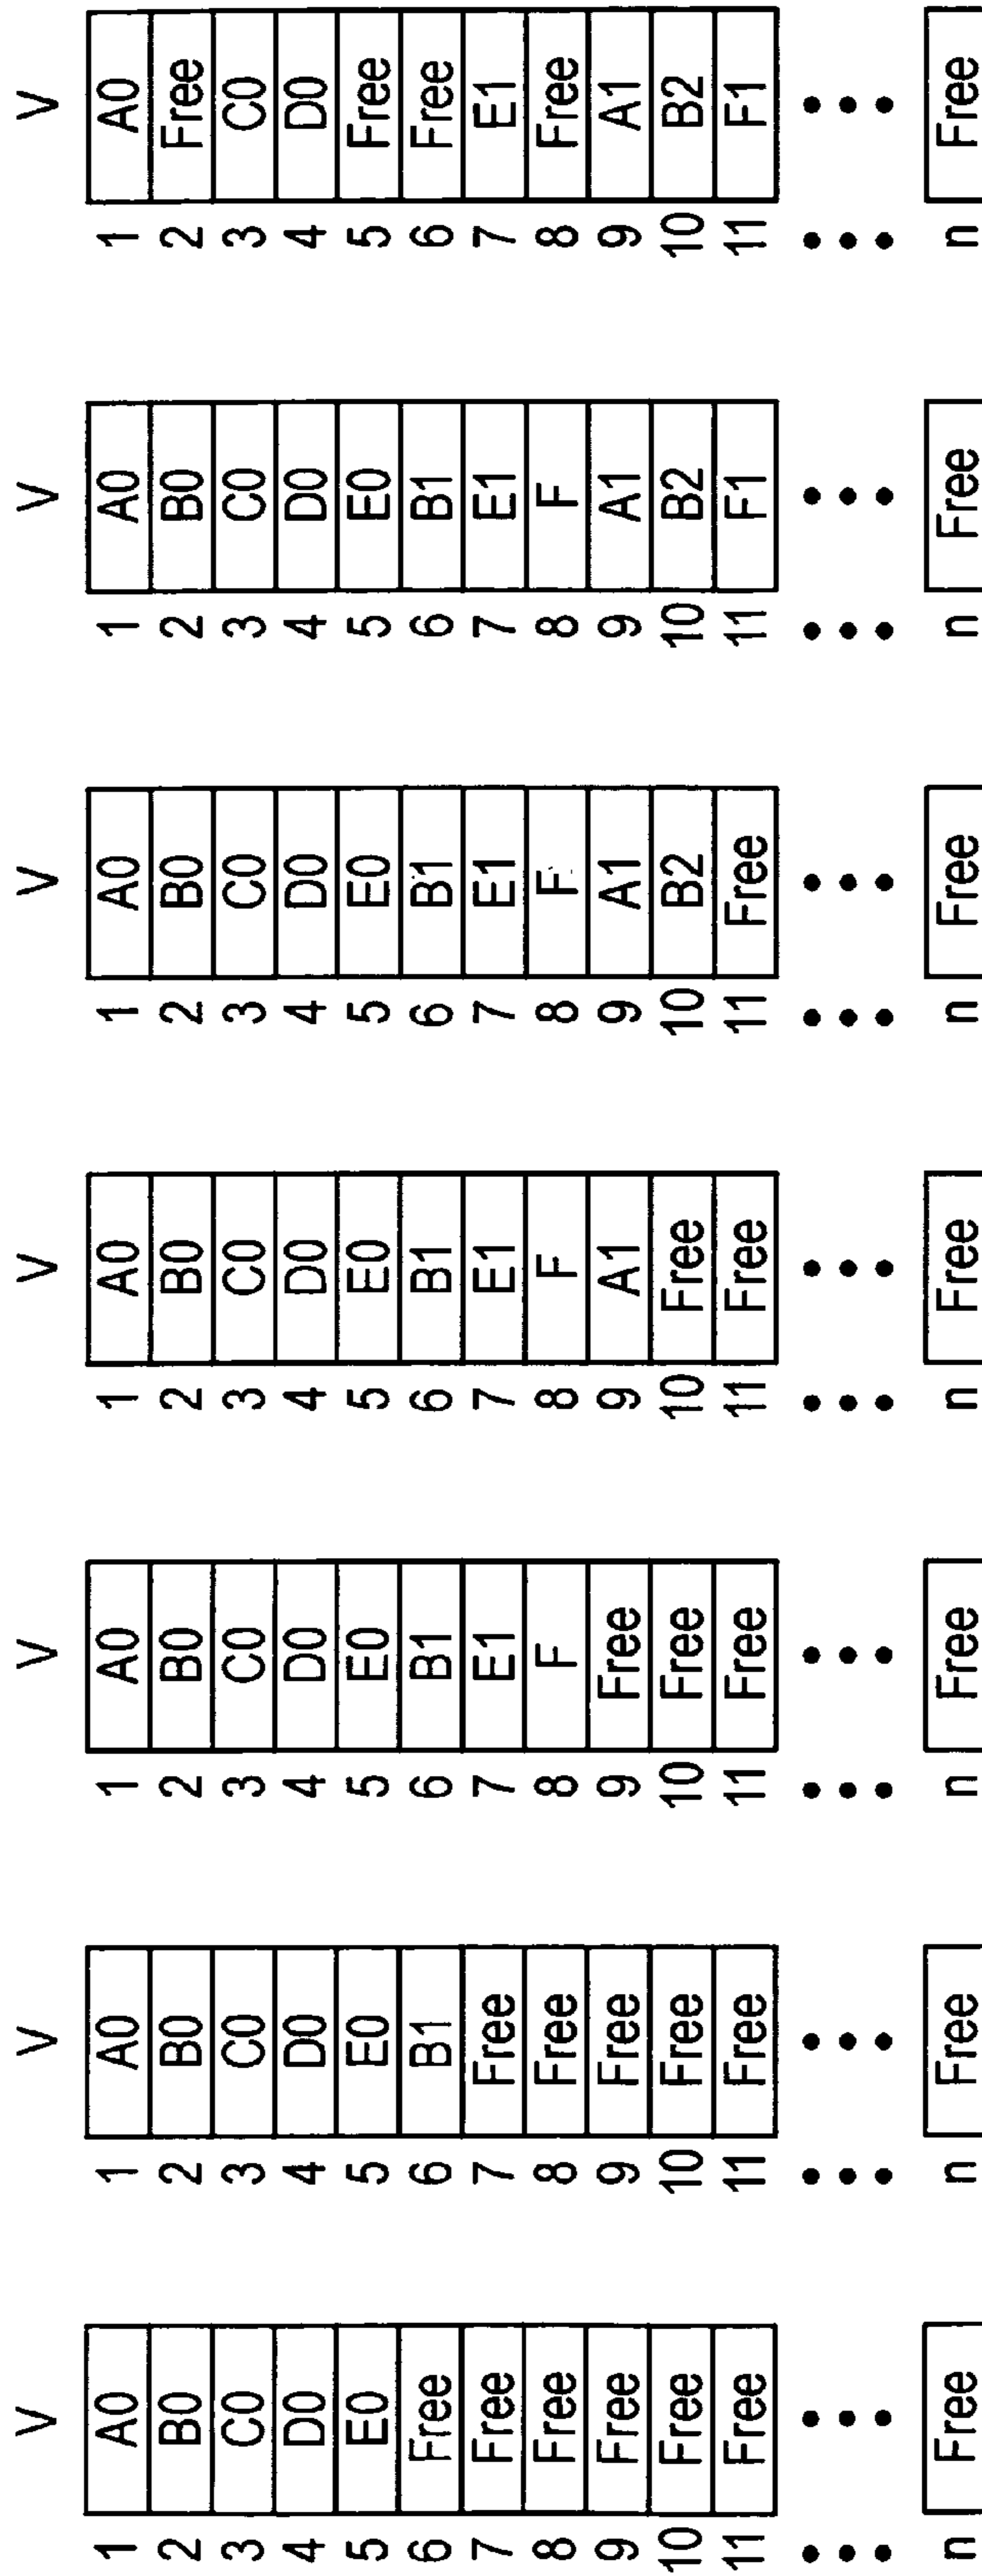 V
1 A0
2 B0
3 C0
4 D0
5 E0
6 Free
7 Free
8 Free
9 Free
10 Free
11 Free
n Free
V
1 A0
2 B0
3 C0
4 D0
5 E0
6 B1
7 Free
8 Free
9 Free
10 Free
11 Free
n Free
V
1 A0
2 B0
3 C0
4 D0
5 E0
6 B1
7 E1
8 F
9 Free
10 Free
11 Free
n Free
V
1 A0
2 B0
3 C0
4 D0
5 E0
6 B1
7 E1
8 F
9 A1
10 Free
11 Free
n Free
V
1 A0
2 B0
3 C0
4 D0
5 E0
6 B1
7 E1
8 F
9 A1
10 B2
11 Free
n Free
V
1 A0
2 B0
3 C0
4 D0
5 E0
6 B1
7 E1
8 F
9 A1
10 B2
11 F1
n Free
V
1 A0
2 Free
3 C0
4 D0
5 Free
6 Free
7 E1
8 Free
9 A1
10 B2
11 F1
n Free